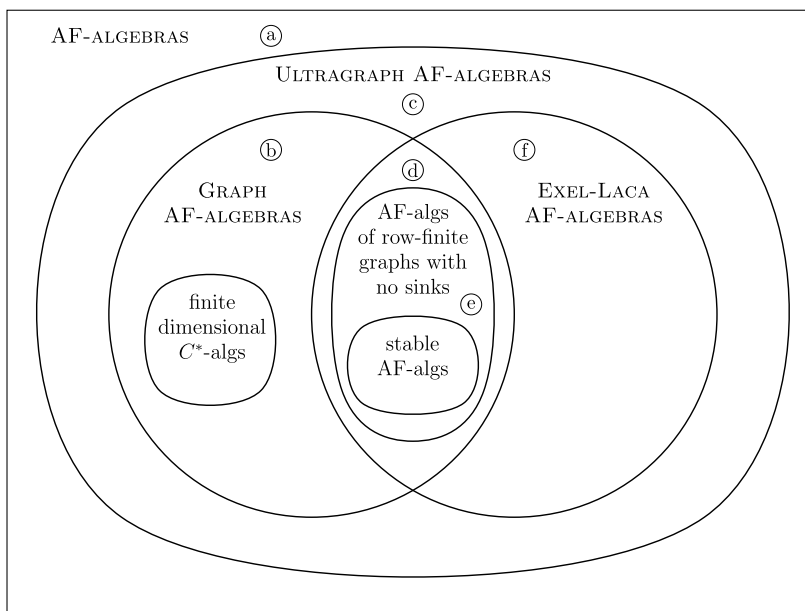 AF-ALGEBRAS ⓐ
ULTRAGRAPH AF-ALGEBRAS
ⓒ
ⓑ
ⓕ
ⓓ
GRAPH
AF-ALGEBRAS
AF-algs
of row-finite
graphs with
no sinks
EXEL-LACA
AF-ALGEBRAS
ⓔ
finite
dimensional
C*-algs
stable
AF-algs